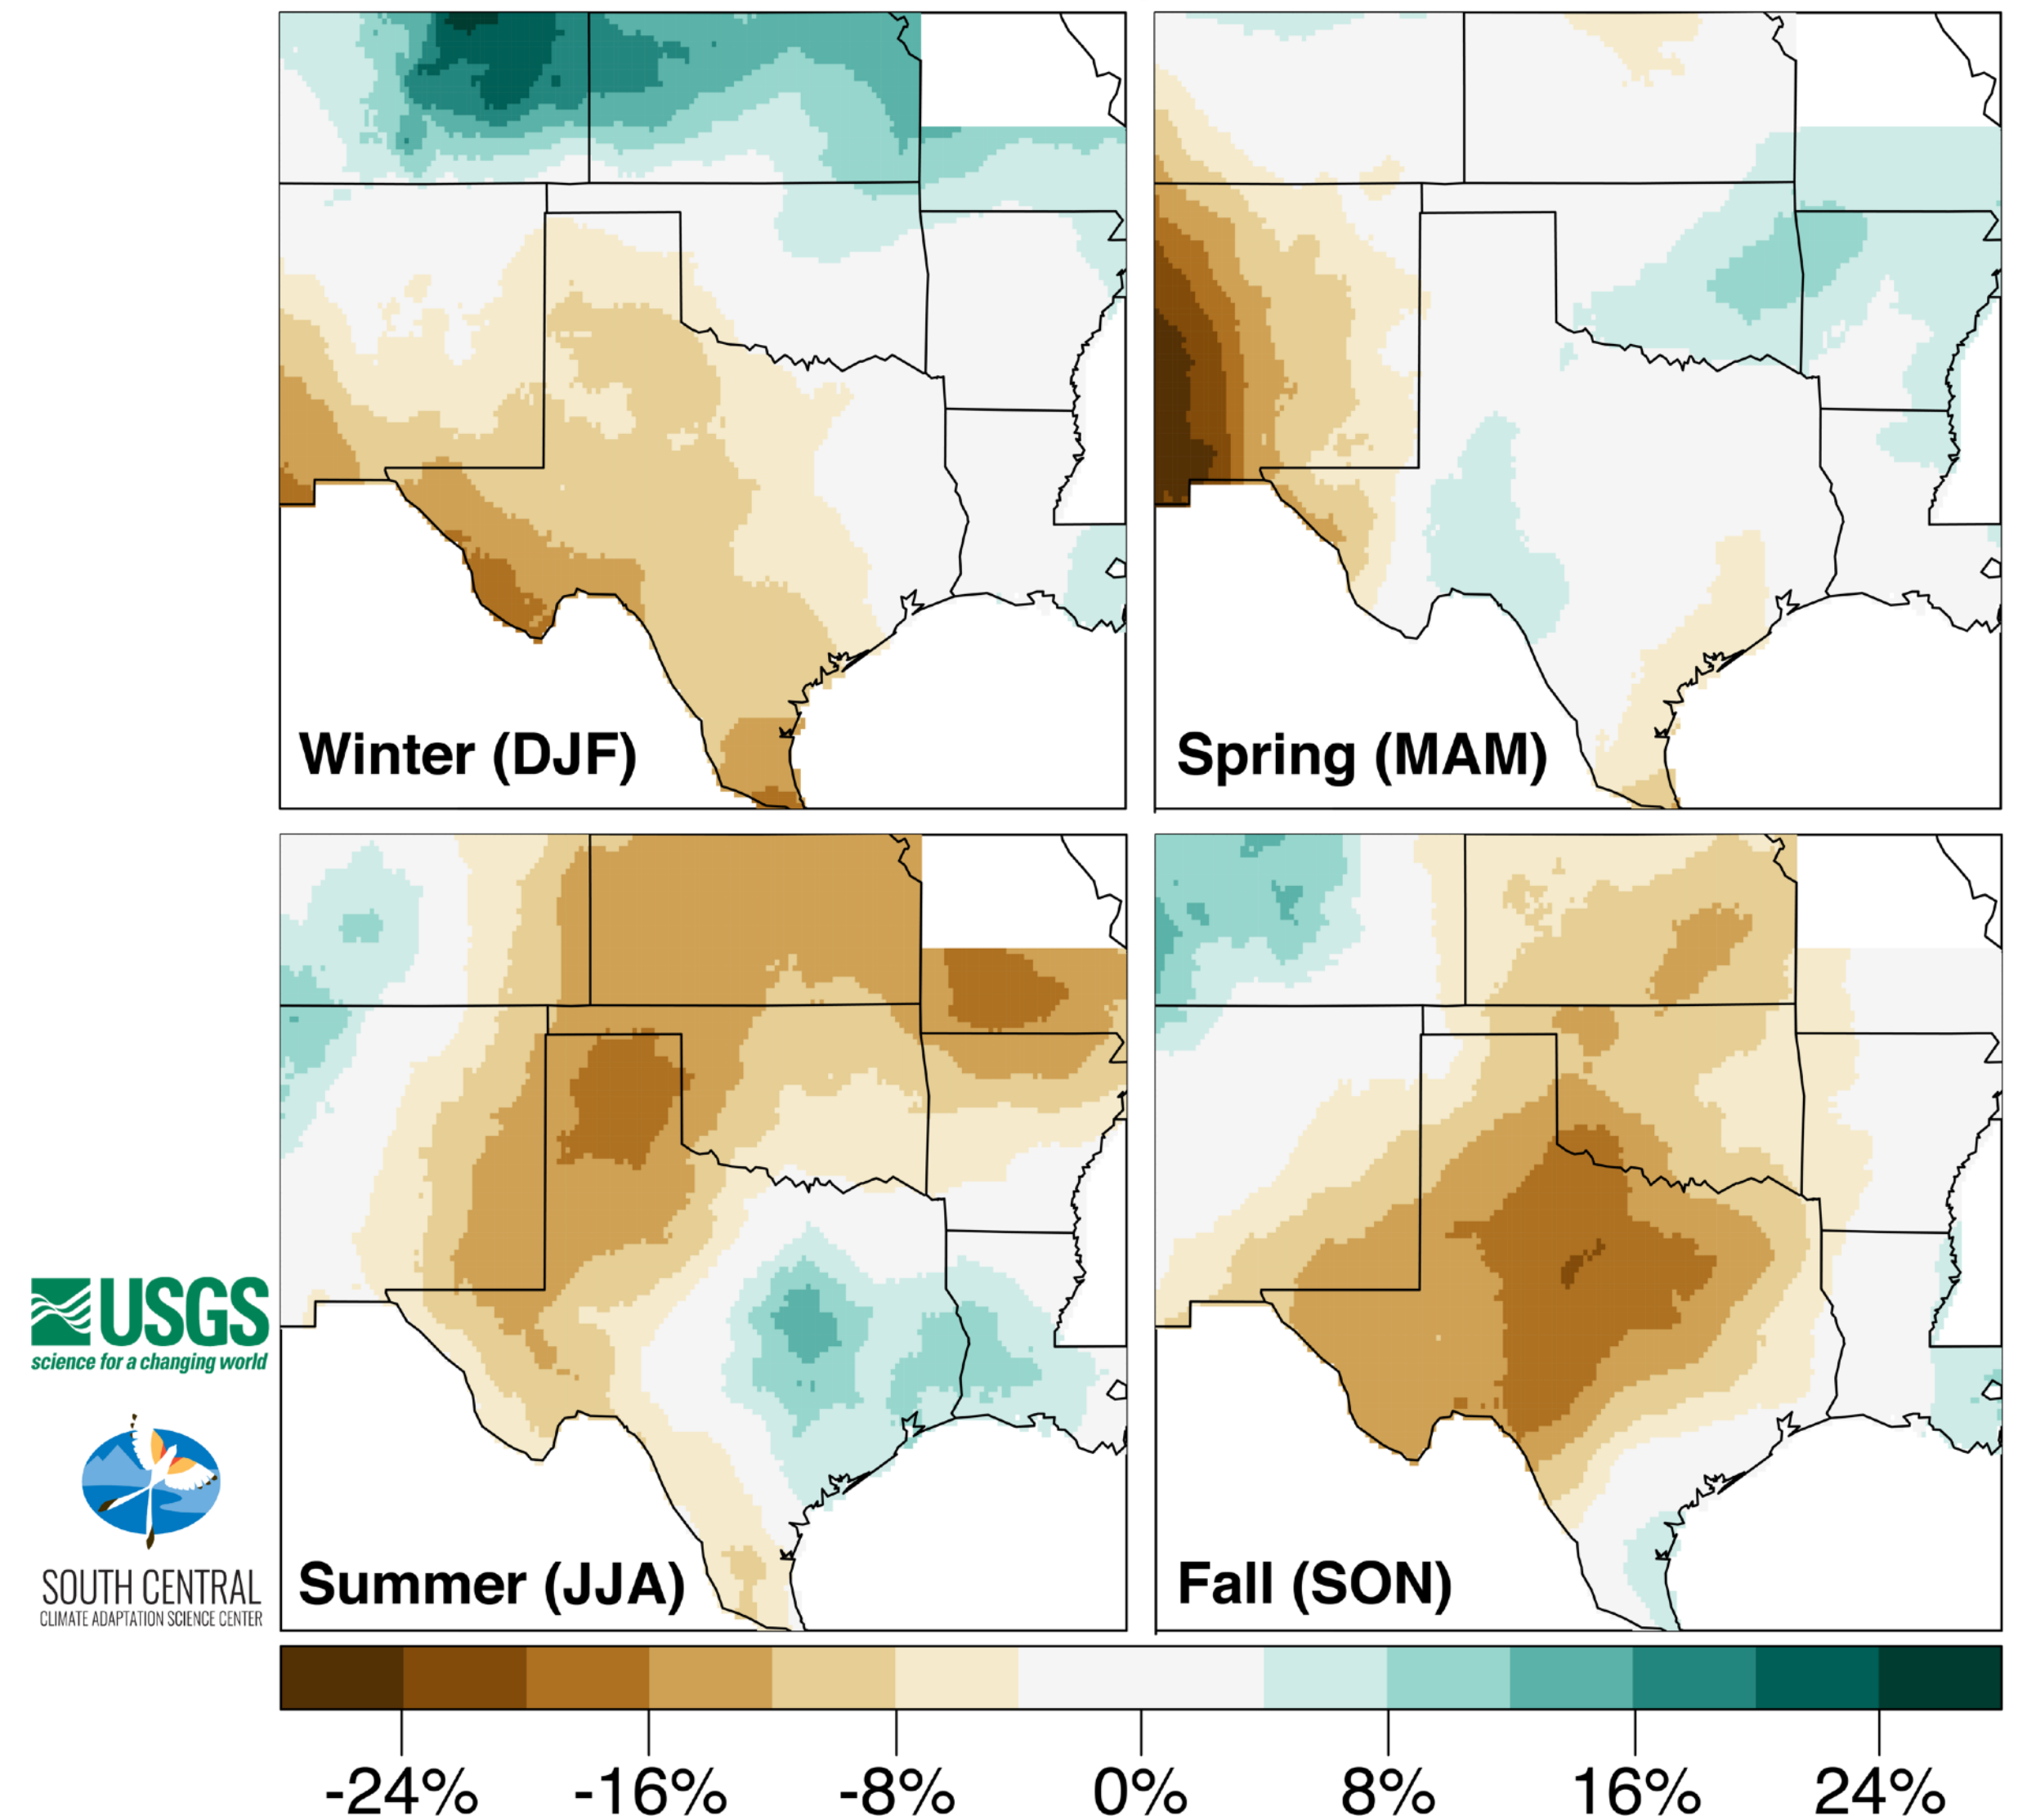 Winter (DJF)
Spring (MAM)
USGS
science for a changing world
SOUTH CENTRAL
CLIMATE ADAPTATION SCIENCE CENTER
Summer (JJA)
Fall (SON)
-24% -16% -8% 0% 8% 16% 24%